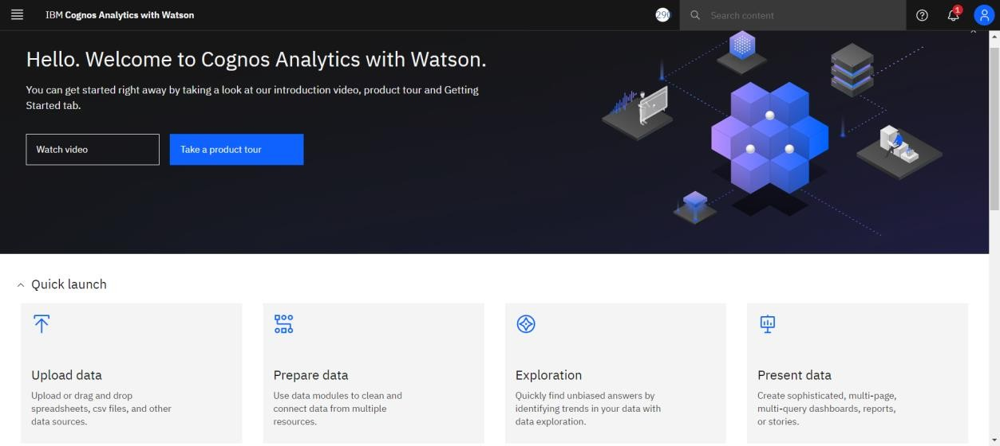 IBM Cognos Analytics with Watson
290
Search content
1
Hello. Welcome to Cognos Analytics with Watson.
You can get started right away by taking a look at our introduction video, product tour and Getting
Started tab.
Watch video
Take a product tour
Quick launch
Upload data
Upload or drag and drop
spreadsheets, csv files, and other
data sources.
Prepare data
Use data modules to clean and
connect data from multiple
resources.
Exploration
Quickly find unbiased answers by
identifying trends in your data with
data exploration.
Present data
Create sophisticated, multi-page,
multi-query dashboards, reports,
or stories.